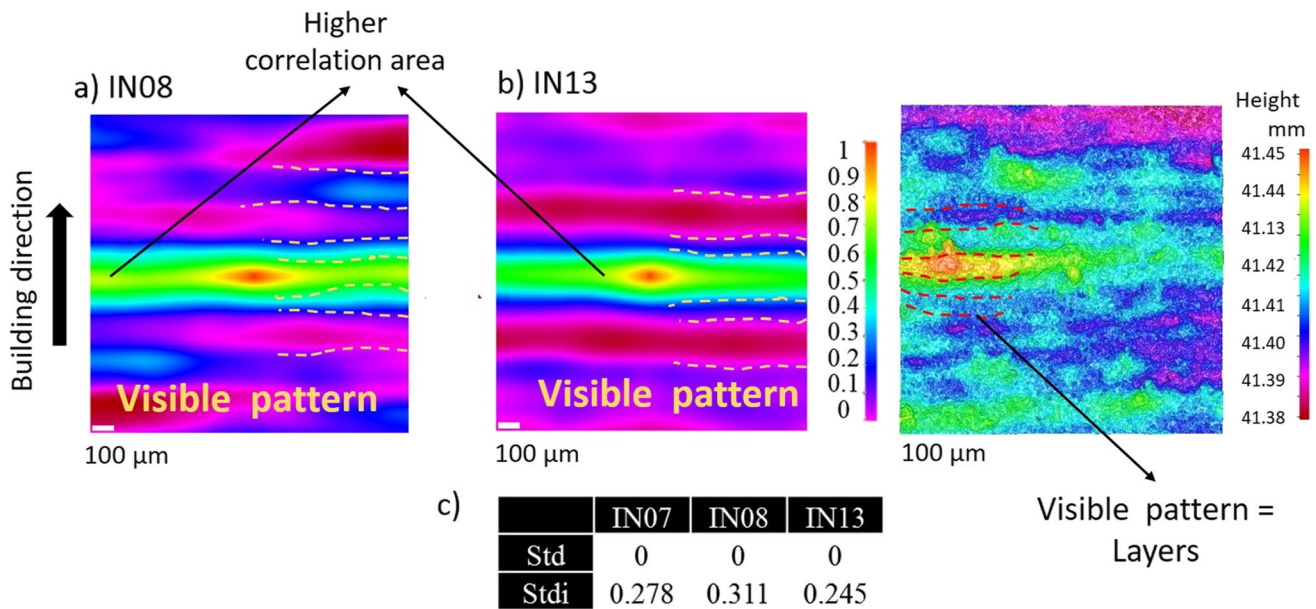 Higher
correlation area
a) IN08
b) IN13
Building direction
Visible pattern
100 µm
Visible pattern
100 µm
1
0.9
0.8
0.7
0.6
0.5
0.4
0.3
0.2
0.1
0
Height
mm
41.45
41.44
41.13
41.42
41.41
41.40
41.39
41.38
100 µm
Visible pattern =
Layers
c)
IN07 IN08 IN13
Std 0 0 0
Stdi 0.278 0.311 0.245